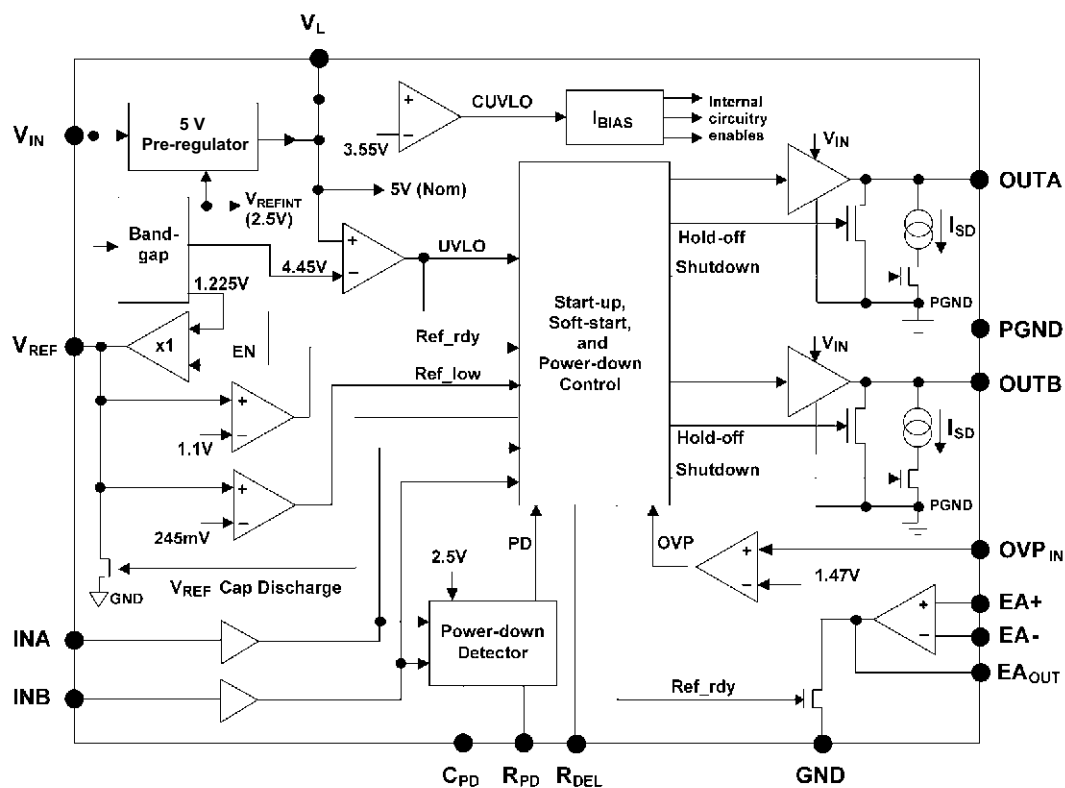 VL
CUVLO
IBIAS
Internal
circuitry
enables
VIN
5 V
Pre-regulator
3.55V
VIN
OUTA
5V (Nom)
VREFINT
(2.5V)
ISD
Band-
gap
Hold-off
UVLO
4.45V
Shutdown
1.225V
PGND
Start-up,
Soft-start,
and
Power-down
Control
PGND
VREF
x1
EN
Ref_rdy
VIN
Ref_low
OUTB
ISD
1.1V
Hold-off
Shutdown
PGND
245mV
PD
OVP
OVP IN
2.5V
1.47V
VREF Cap Discharge
GND
EA+
INA
Power-down
Detector
EA-
EAOUT
INB
Ref_rdy
CPD
RPD
RDEL
GND
+
−
+
−
+
−
+
−
+
−
+
−